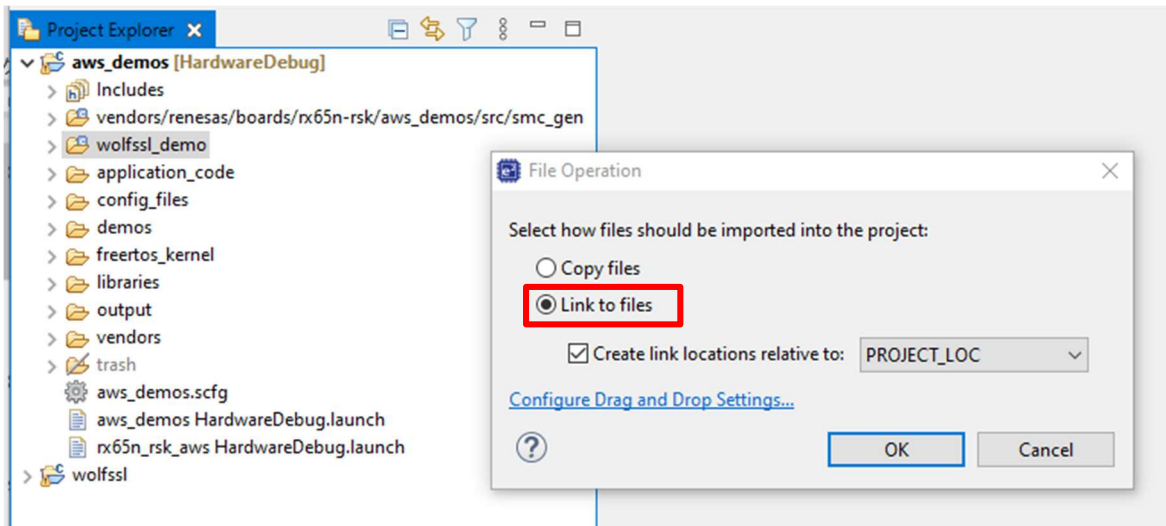 Project Explorer
aws_demos [HardwareDebug]
Includes
vendors/renesas/boards/rx65n-rsk/aws_demos/src/smc_gen
wolfssl_demo
application_code
config_files
demos
freertos_kernel
libraries
output
vendors
trash
aws_demos.scfg
aws_demos HardwareDebug.launch
rx65n_rsk_aws HardwareDebug.launch
wolfssl
File Operation
Select how files should be imported into the project:
Copy files
Link to files
Create link locations relative to: PROJECT_LOC
Configure Drag and Drop Settings...
OK Cancel